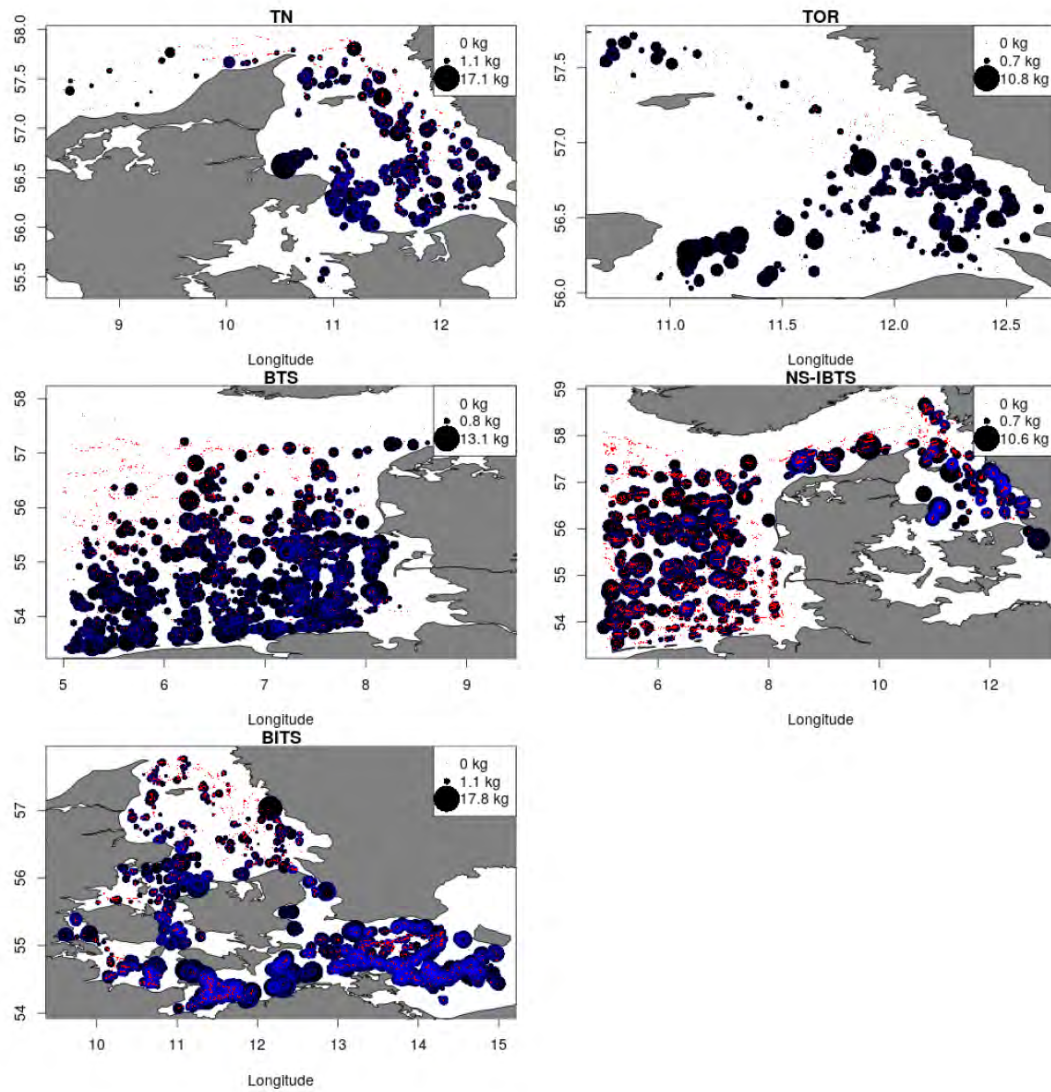 TN
58.0
57.5
57.0
56.5
56.0
55.5
0 kg
1.1 kg
17.1 kg
9
10
11
12
Longitude
TOR
57.5
57.0
56.5
56.0
0 kg
0.7 kg
10.8 kg
11.0
11.5
12.0
12.5
Longitude
BTS
58
57
56
55
54
0 kg
0.8 kg
13.1 kg
5
6
7
8
9
Longitude
NS-IBTS
59
58
57
56
55
54
0 kg
0.7 kg
10.6 kg
6
8
10
12
Longitude
BITS
57
56
55
54
0 kg
1.1 kg
17.8 kg
10
11
12
13
14
15
Longitude